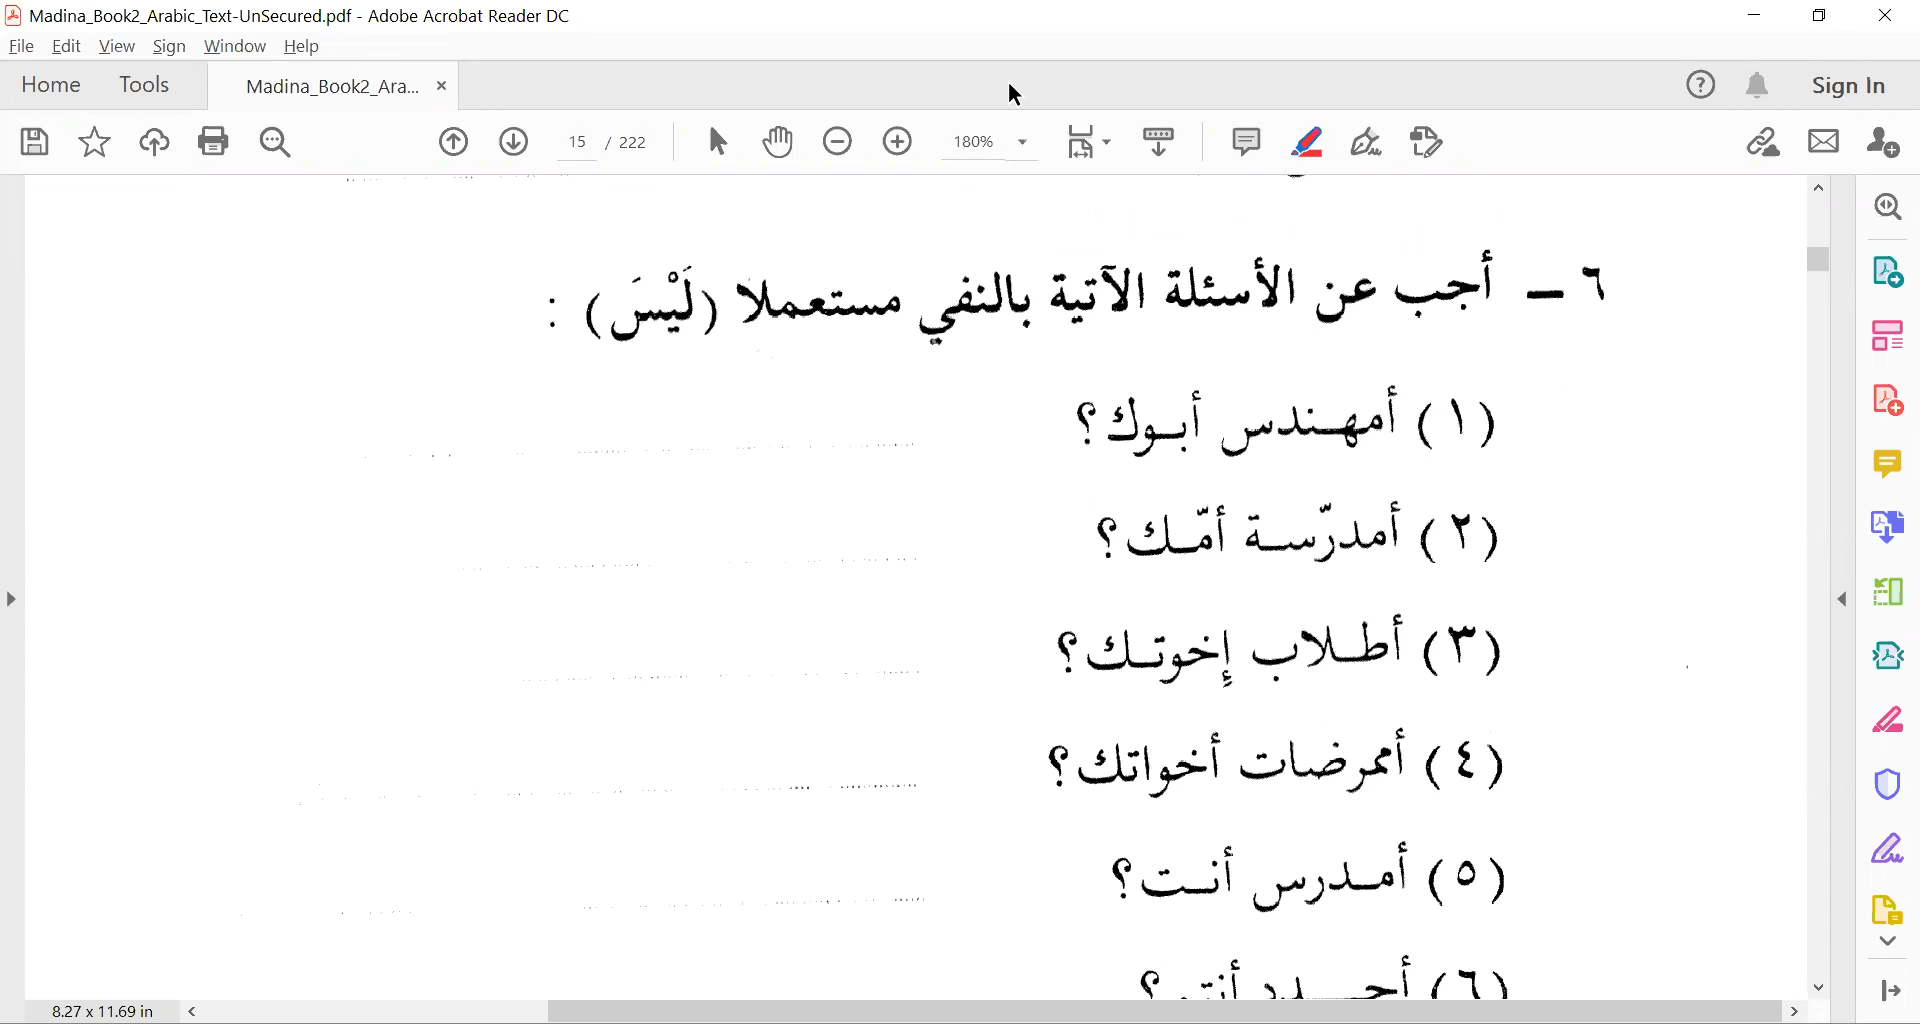 Madina_Book2_Arabic_Text-UnSecured.pdf - Adobe Acrobat Reader DC
File Edit View Sign Window Help
Home Tools Madina_Book2_Ara... × Sign In
15 / 222 180%
٦ – أجب عن الأسئلة الآتية بالنفي مستعملا (لَيْسَ) :
(١) أمهندس أبوك؟
(٢) أمدرّسة أمّك؟
(٣) أطلاب إخوتك؟
(٤) أممرضات أخواتك؟
(٥) أمدرس أنت؟
(٦)
8.27 x 11.69 in